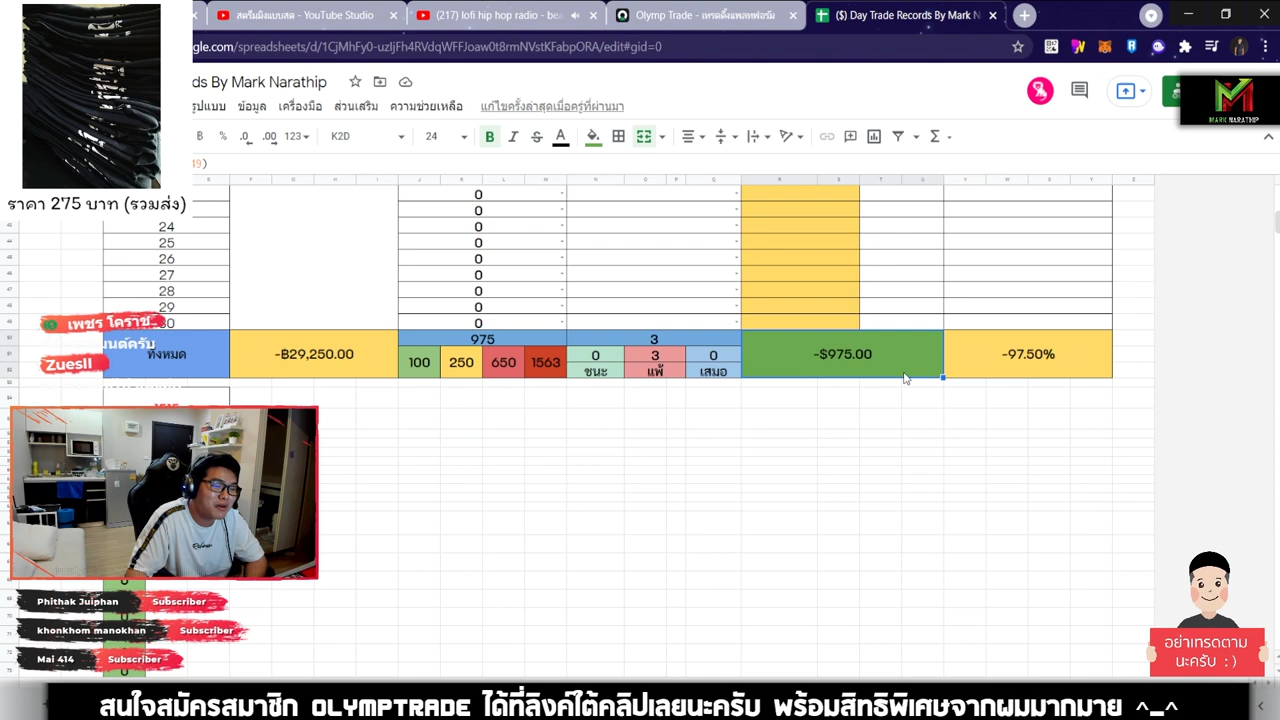 สตรีมมิ่งแบบสด - YouTube Studio
(217) lofi hip hop rad
Olymp Trade - เทรดดิ้งแพลทฟอร์ม
($) Day Trade Records By Mark N
gle.com/spreadsheets/d/1CjMhFy0-uzIjFh4RVdqWFFJoaw0t8rmNVstKFabpORA/edit#gid=0
ds By Mark Narathip
รูปแบบ ข้อมูล เครื่องมือ ส่วนเสริม ความช่วยเหลือ แก้ไขครั้งล่าสุดเมื่อครู่ที่ผ่านมา
MARK NARATHIP
฿ % .0 .00 123 K2D 24 B I S A
49)
ราคา 275 บาท (รวมส่ง)
0
0
24 0
25 0
26 0
27 0
28 0
29 0
30 0
เพชร โคราช
Zuesll
ทั้งหมด -฿29,250.00 975 3 -$975.00 -97.50%
100 250 650 1563 0 3 0
ชนะ แพ้ เสมอ
Phithak Juiphan Subscriber
khonkhom manokhan Subscriber
Mai 414 Subscriber
อย่าเทรดตาม
นะครับ : )
สนใจสมัครสมาชิก OLYMPTRADE ได้ที่ลิงค์ใต้คลิปเลยนะครับ พร้อมสิทธิพิเศษจากผมมากมาย ^_^